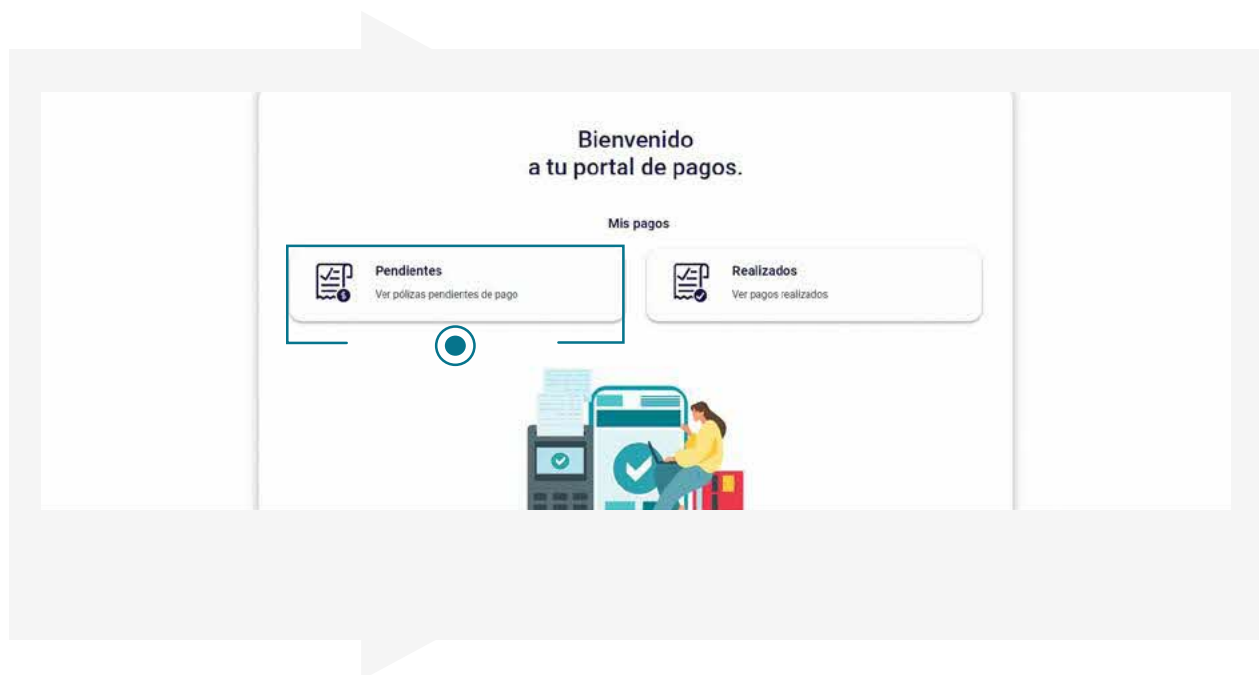 Bienvenido
a tu portal de pagos.
Mis pagos
Pendientes
Ver pólizas pendientes de pago
Realizados
Ver pagos realizados